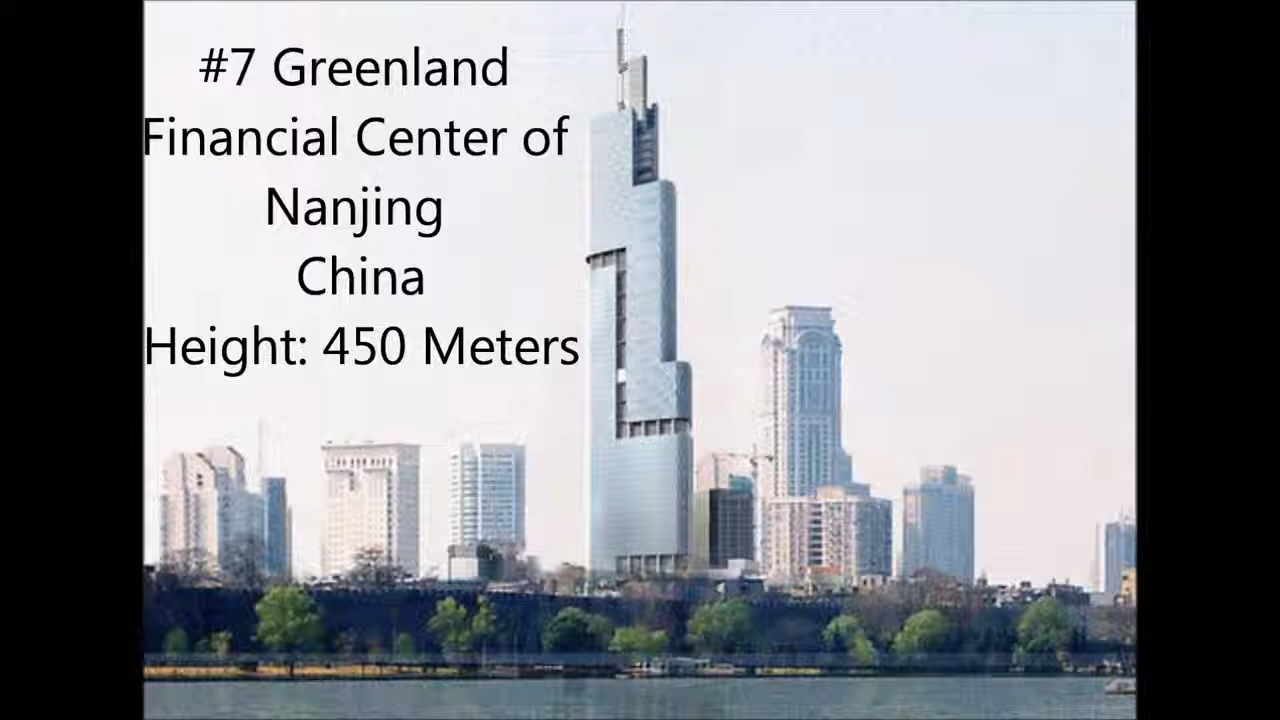 #7 Greenland
Financial Center of
Nanjing
China
Height: 450 Meters